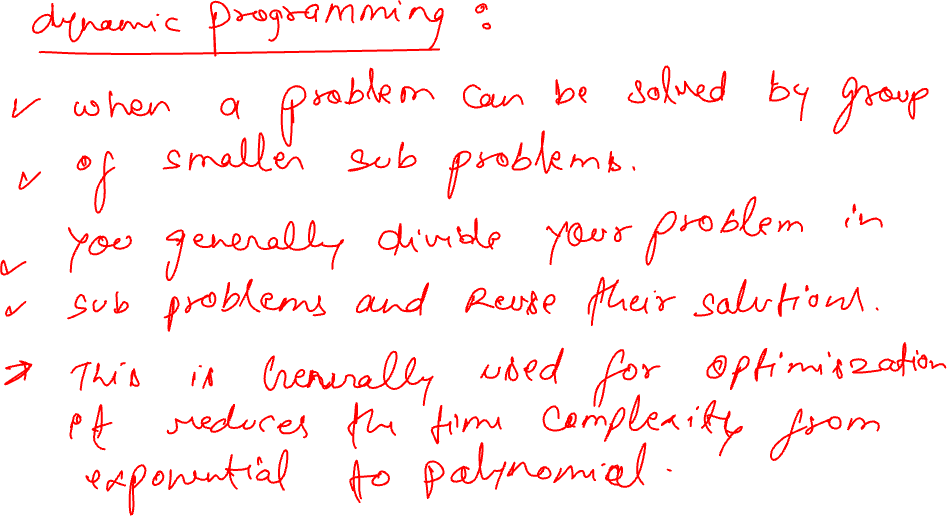 dynamic programming :
✓ when a problem can be solved by group
✓ of smaller sub problems.
✓ you generally divide your problem in
✓ sub problems and Reuse their solutions.
→ This is Generally used for optimiszation
it reduces the time complexity from
exponential to polynomial.